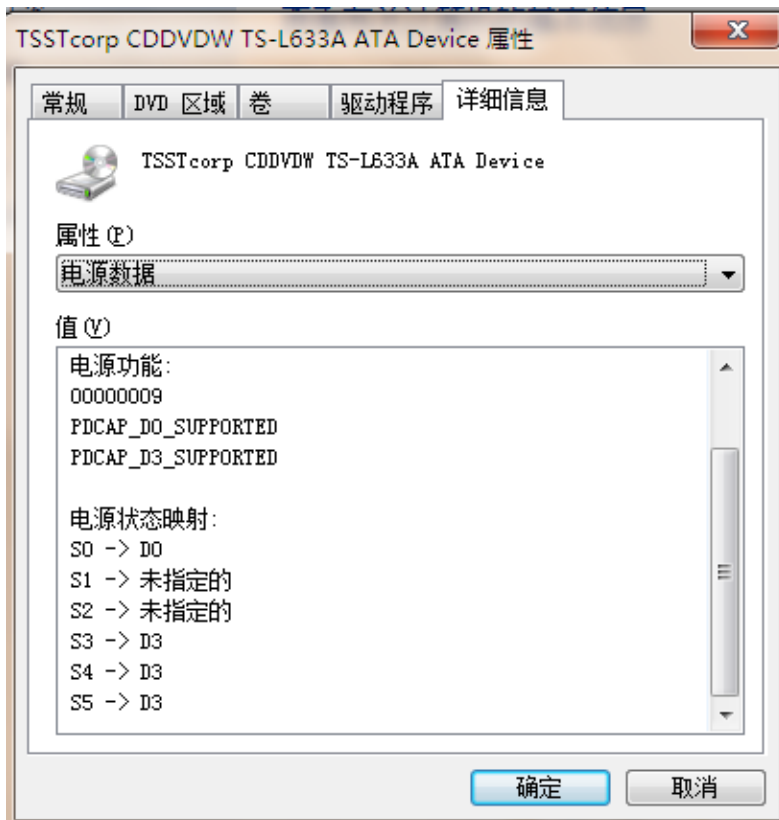 TSSTcorp CDDVDW TS-L633A ATA Device 属性
常规 DVD 区域 卷 驱动程序 详细信息
TSSTcorp CDDVDW TS-L633A ATA Device
属性(P)
电源数据
值(V)
电源功能:
00000009
PDCAP_D0_SUPPORTED
PDCAP_D3_SUPPORTED
电源状态映射:
S0 -> D0
S1 -> 未指定的
S2 -> 未指定的
S3 -> D3
S4 -> D3
S5 -> D3
确定 取消